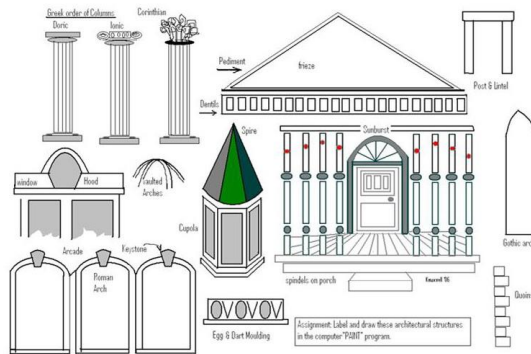 Greek order of Columns:
Doric
Ionic
Corinthian
Pediment
frieze
Dentils
Post & Lintel
Spire
Sunburst
window
Hood
Vaulted
Arches
Cupola
Gothic arc
Arcade
Keystone
Roman
Arch
spindels on porch
Quoin
Egg & Dart Moulding
Assignment: Label and draw these architectural structures
in the computer"PAINT" program.